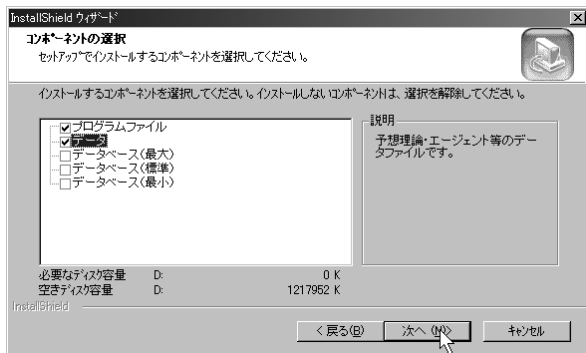 InstallShield ウィザード
コンポーネントの選択
セットアップでインストールするコンポーネントを選択してください。
インストールするコンポーネントを選択してください。インストールしないコンポーネントは、選択を解除してください。
プログラムファイル
データ
データベース(最大)
データベース(標準)
データベース(最小)
説明
予想理論・エージェント等のデー
タファイルです。
必要なディスク容量 D: 0 K
空きディスク容量 D: 1217952 K
InstallShield
< 戻る(B) 次へ (N)> キャンセル